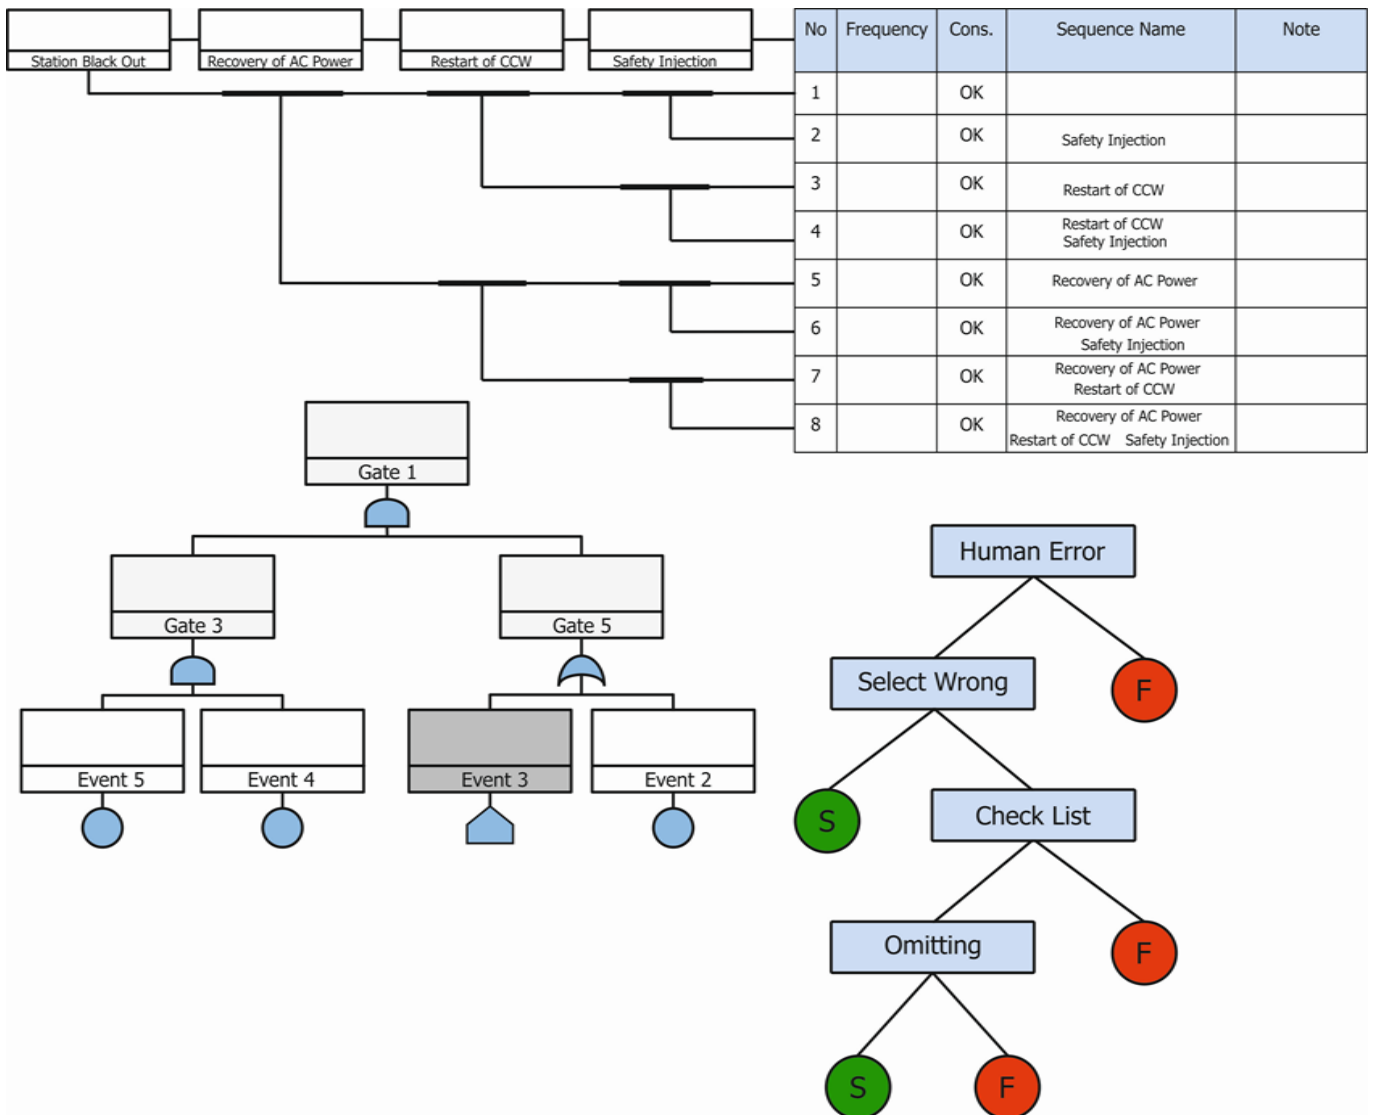 Station Black Out
Recovery of AC Power
Restart of CCW
Safety Injection
No Frequency Cons. Sequence Name Note
1 OK
2 OK Safety Injection
3 OK Restart of CCW
4 OK Restart of CCW
Safety Injection
5 OK Recovery of AC Power
6 OK Recovery of AC Power
Safety Injection
7 OK Recovery of AC Power
Restart of CCW
8 OK Recovery of AC Power
Restart of CCW Safety Injection
Gate 1
Gate 3
Gate 5
Event 5
Event 4
Event 3
Event 2
Human Error
Select Wrong
F
S
Check List
Omitting
F
S
F